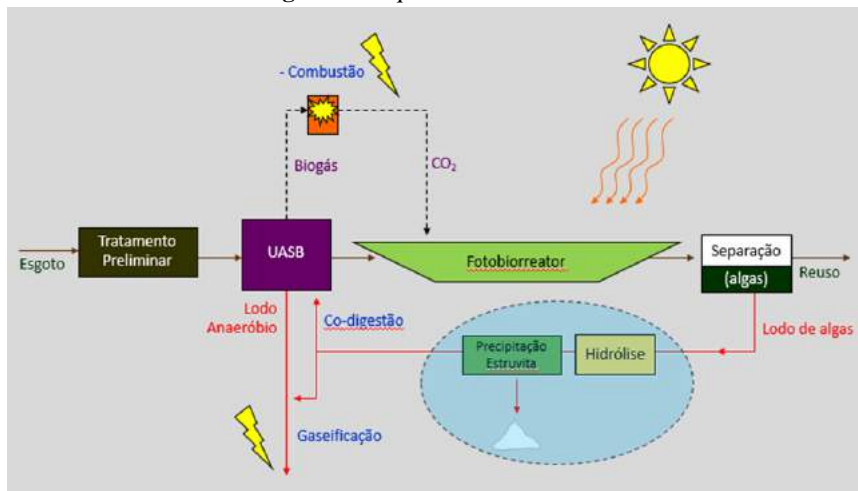 - Combustão
Biogás
CO₂
Esgoto
Tratamento
Preliminar
UASB
Fotobiorreator
Separação
(algas)
Reuso
Lodo
Anaeróbio
Co-digestão
Precipitação
Estruvita
Hidrólise
Lodo de algas
Gaseificação